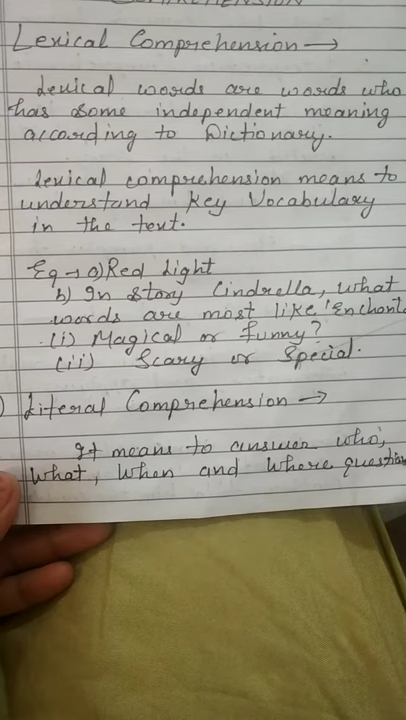 COMPREHENSION
Lexical Comprehension →
Lexical words are words who
has some independent meaning
according to Dictionary.
Lexical comprehension means to
understand Key Vocabulary
in the text.
Eg → a) Red Light
b) In story Cindrella, what
words are most like 'Enchant
(i) Magical or funny?
(ii) Scary or Special.
) Literal Comprehension →
It means to answer who,
what, when and where question